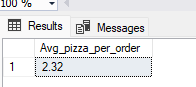 100 %
Results Messages
Avg_pizza_per_order
1 2.32